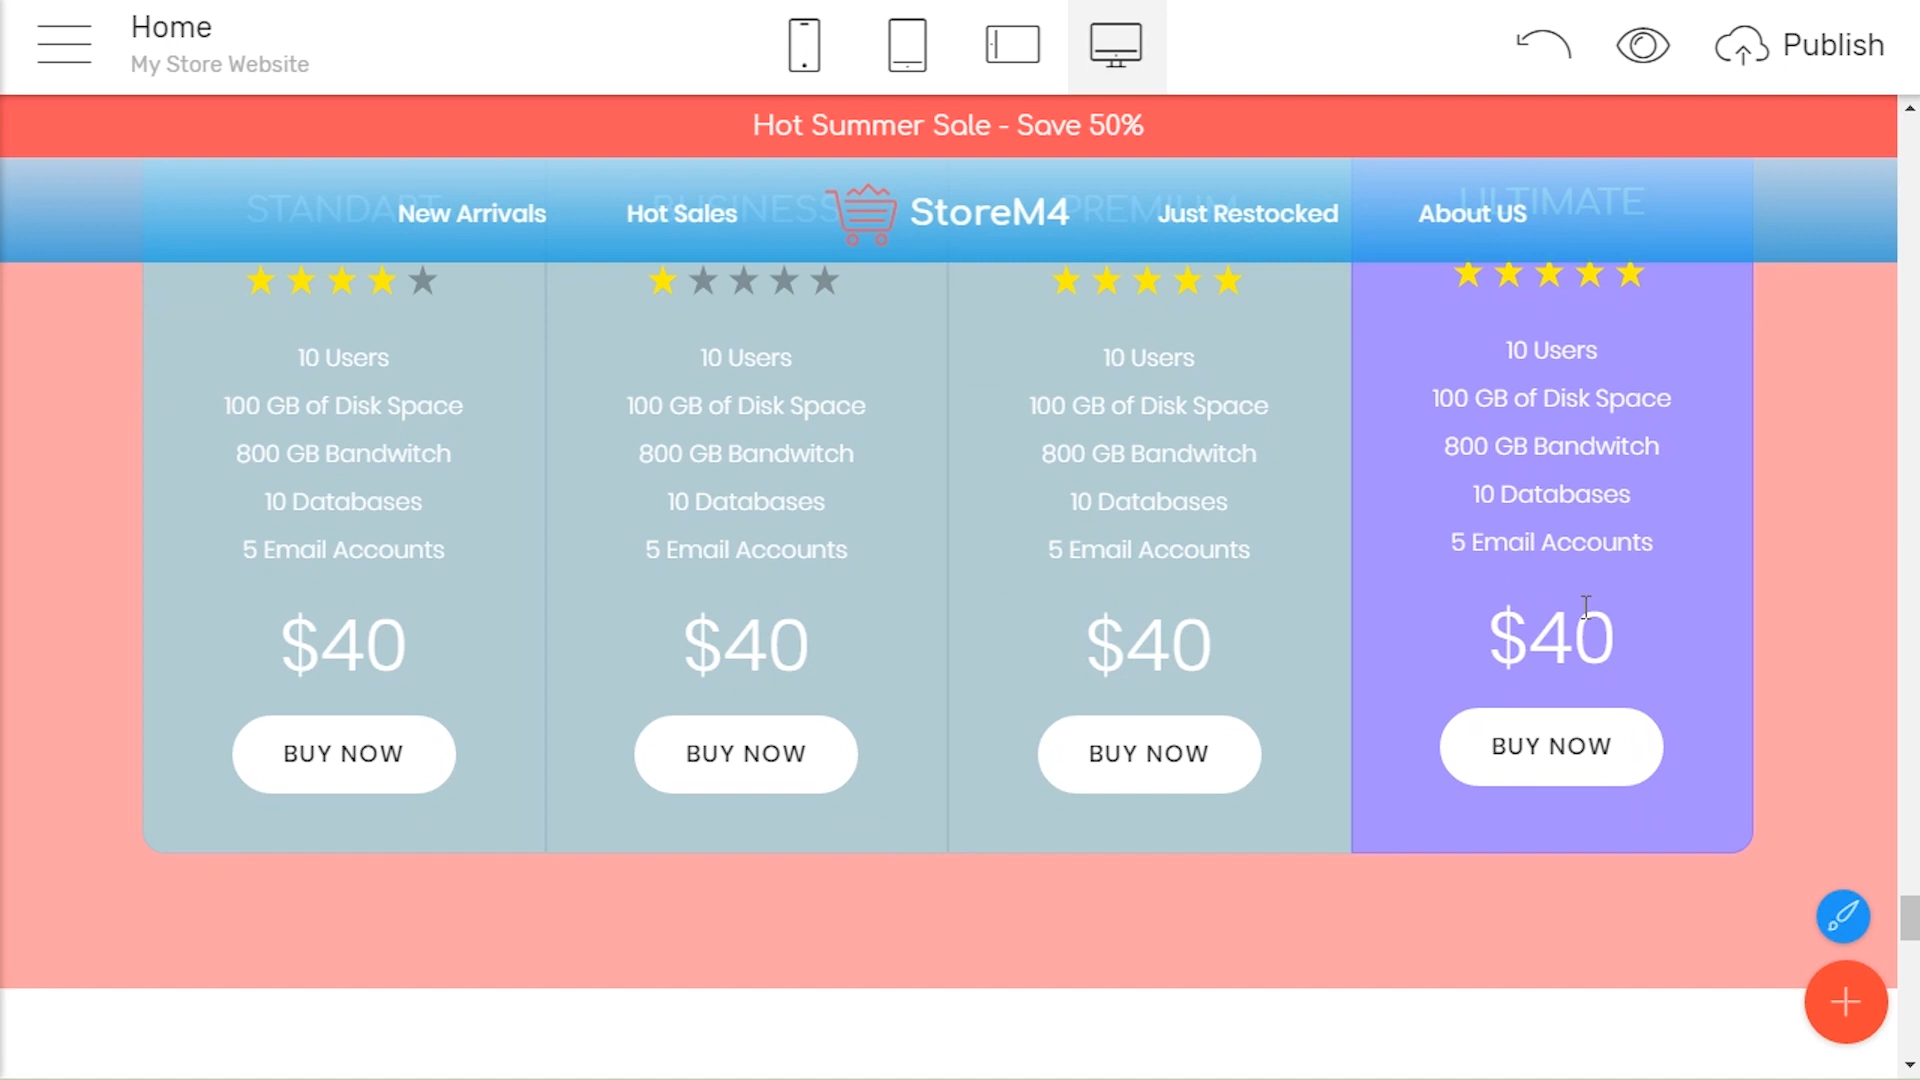 Home
My Store Website
Publish
Hot Summer Sale - Save 50%
STANDART BUSINESS PREMIUM ULTIMATE
New Arrivals Hot Sales StoreM4 Just Restocked About US
10 Users 10 Users 10 Users 10 Users
100 GB of Disk Space 100 GB of Disk Space 100 GB of Disk Space 100 GB of Disk Space
800 GB Bandwitch 800 GB Bandwitch 800 GB Bandwitch 800 GB Bandwitch
10 Databases 10 Databases 10 Databases 10 Databases
5 Email Accounts 5 Email Accounts 5 Email Accounts 5 Email Accounts
$40 $40 $40 $40
BUY NOW BUY NOW BUY NOW BUY NOW